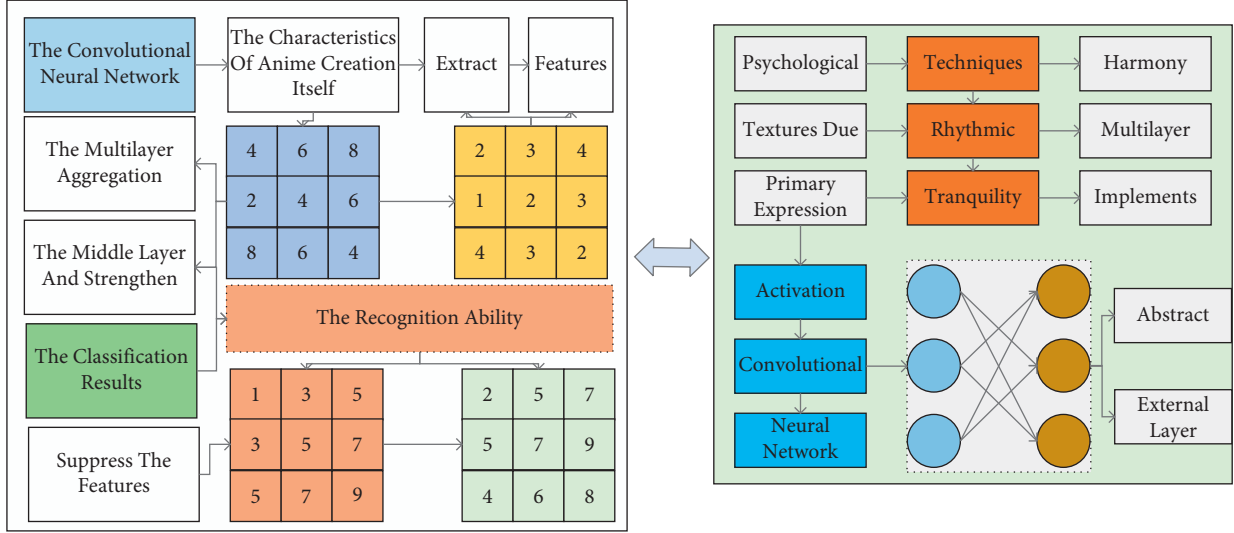 The Convolutional
Neural Network
The Characteristics
Of Anime Creation
Itself
Extract
Features
The Multilayer
Aggregation
4 6 8
2 4 6
8 6 4
2 3 4
1 2 3
4 3 2
The Middle Layer
And Strengthen
The Recognition Ability
The Classification
Results
1 3 5
3 5 7
5 7 9
2 5 7
5 7 9
4 6 8
Suppress The
Features
Psychological
Techniques
Harmony
Textures Due
Rhythmic
Multilayer
Primary
Expression
Tranquility
Implements
Activation
Convolutional
Neural
Network
Abstract
External
Layer